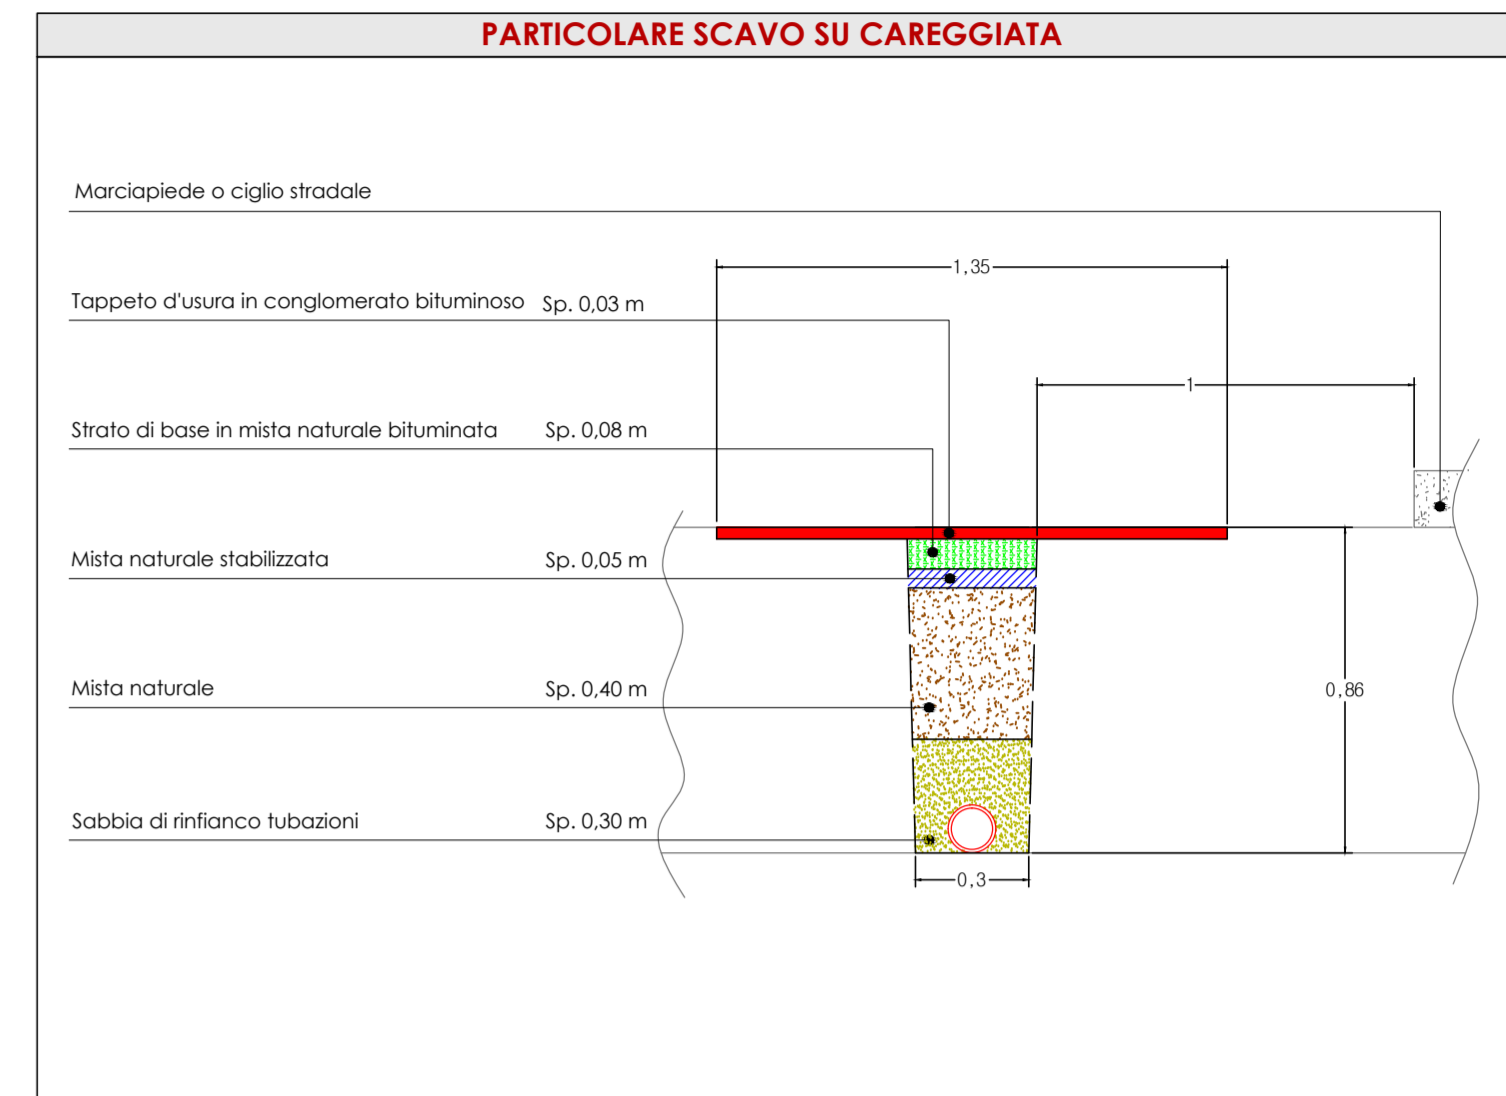 PARTICOLARE SCAVO SU CAREGGIATA
Marciapiede o ciglio stradale
1,35
Tappeto d'usura in conglomerato bituminoso Sp. 0,03 m
1
Strato di base in mista naturale bituminata Sp. 0,08 m
Mista naturale stabilizzata Sp. 0,05 m
Mista naturale Sp. 0,40 m
0,86
Sabbia di rinfianco tubazioni Sp. 0,30 m
0,3